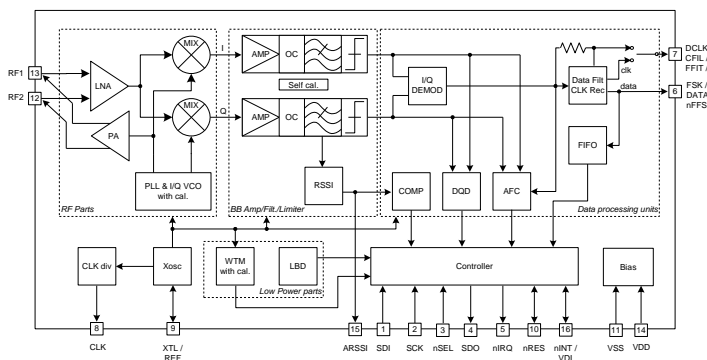 MIX
I
AMP
OC
7
DCLK
CFIL /
FFIT /
clk
RF1
13
LNA
Self cal.
I/Q
DEMOD
Data Filt
CLK Rec
RF2
12
MIX
Q
data
6
FSK /
DATA
nFFS
PA
AMP
OC
FIFO
PLL & I/Q VCO
with cal.
RSSI
COMP
DQD
AFC
RF Parts
BB Amp/Filt./Limiter
Data processing units
CLK div
Xosc
WTM
with cal.
LBD
Controller
Bias
Low Power parts
8
9
15
1
2
3
4
5
10
16
11
14
CLK
XTL /
REF
ARSSI
SDI
SCK
nSEL
SDO
nIRQ
nRES
nINT /
VDI
VSS
VDD